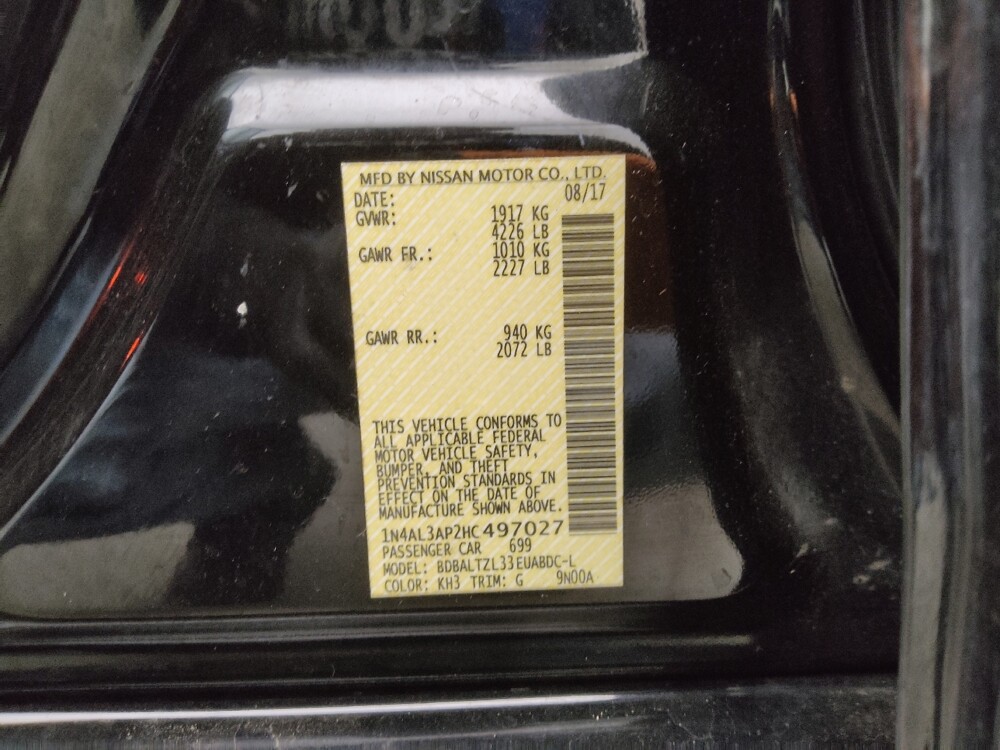 MFD BY NISSAN MOTOR CO., LTD.
DATE: 08/17
GVWR: 1917 KG
4226 LB
GAWR FR.: 1010 KG
2227 LB
GAWR RR.: 940 KG
2072 LB
THIS VEHICLE CONFORMS TO
ALL APPLICABLE FEDERAL
MOTOR VEHICLE SAFETY,
BUMPER, AND THEFT
PREVENTION STANDARDS IN
EFFECT ON THE DATE OF
MANUFACTURE SHOWN ABOVE.
1N4AL3AP2HC497027
PASSENGER CAR 699
MODEL: BDBALTZL33EUABDC-L
COLOR: KH3 TRIM: G 9N00A